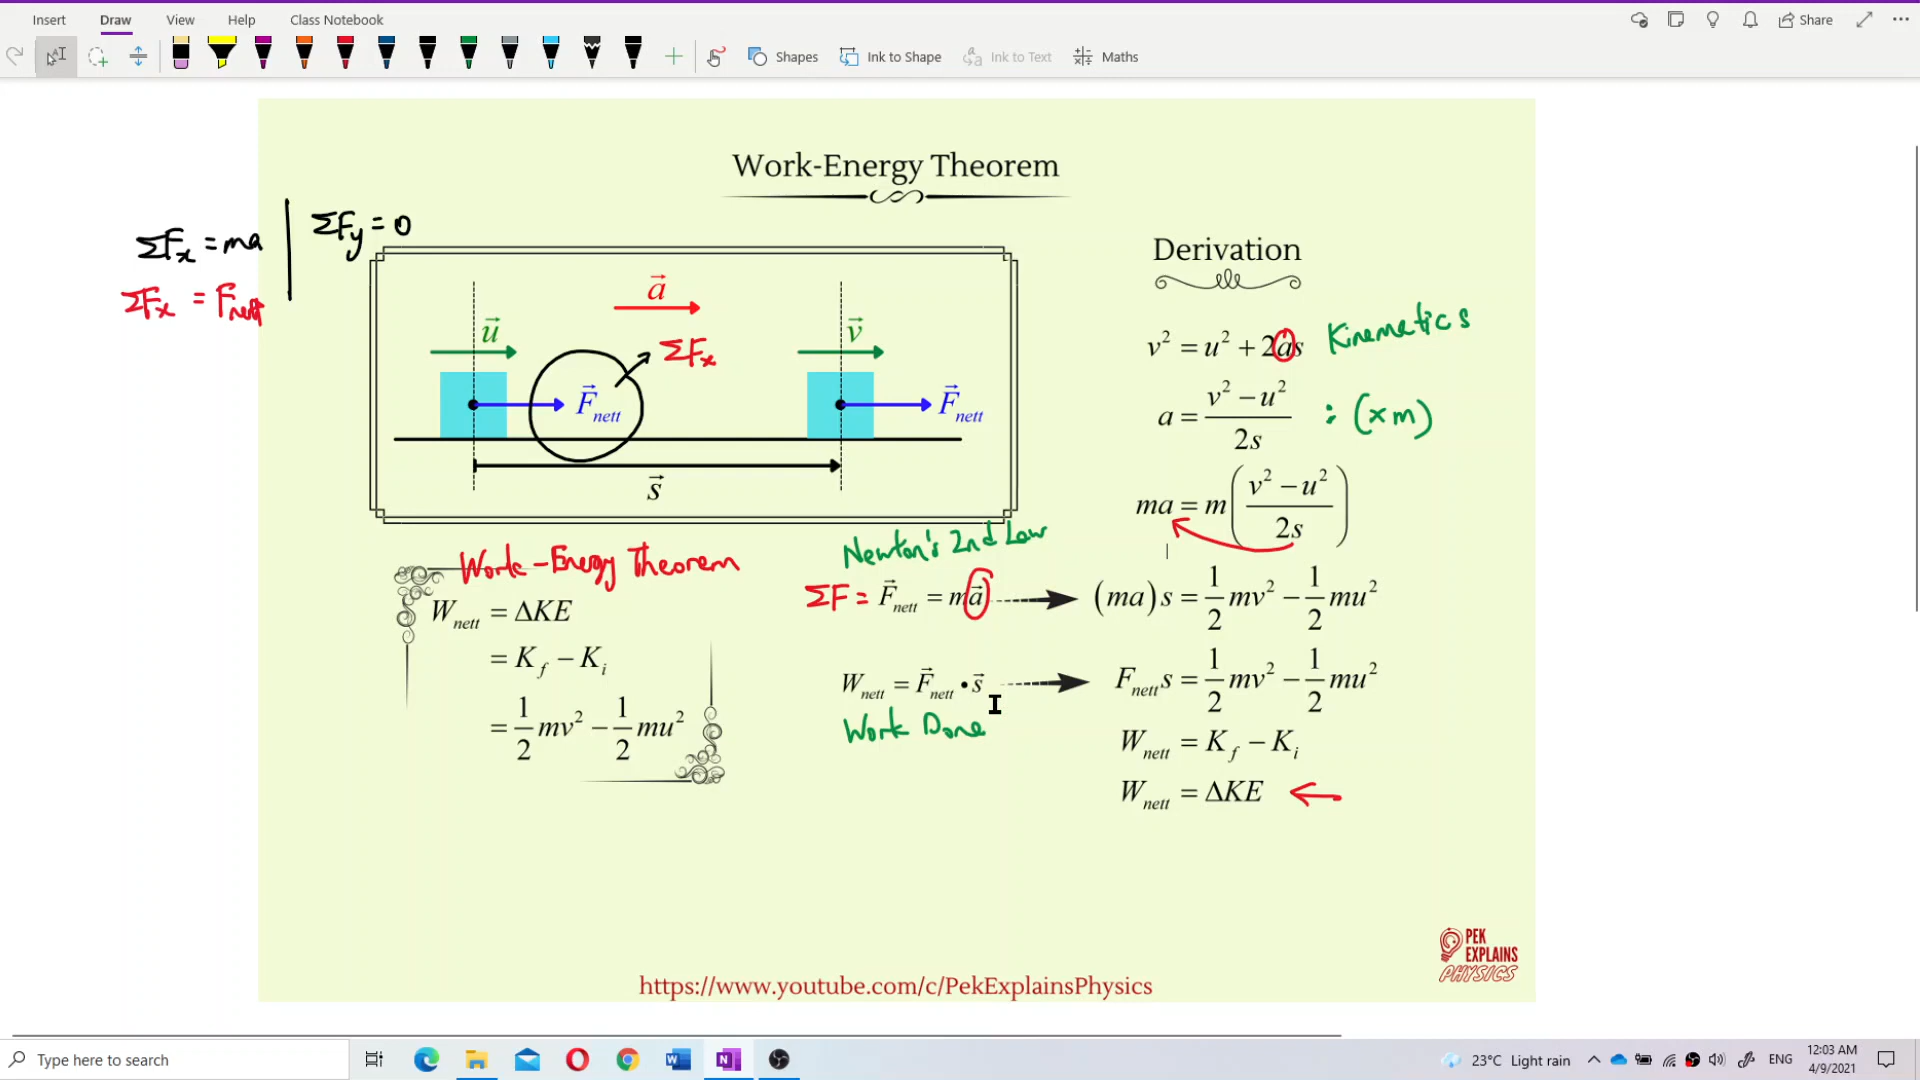 Insert Draw View Help Class Notebook Share
Shapes Ink to Shape Ink to Text Maths
Work-Energy Theorem
ΣFx = ma
ΣFy = 0
ΣFx = Fnett
a⃗
u⃗
v⃗
ΣFx
F⃗nett
F⃗nett
s⃗
Work-Energy Theorem
Wnett = ΔKE
= Kf − Ki
= 1/2 mv² − 1/2 mu²
Newton's 2nd Law
ΣF = F⃗nett = ma⃗
Wnett = F⃗nett • s⃗
Work Done
Derivation
v² = u² + 2as Kinematics
a = (v² − u²)/2s : (×m)
ma = m((v² − u²)/2s)
(ma)s = 1/2 mv² − 1/2 mu²
Fnett s = 1/2 mv² − 1/2 mu²
Wnett = Kf − Ki
Wnett = ΔKE
PEK
EXPLAINS
PHYSICS
https://www.youtube.com/c/PekExplainsPhysics
Type here to search
23°C Light rain
ENG
12:03 AM
4/9/2021